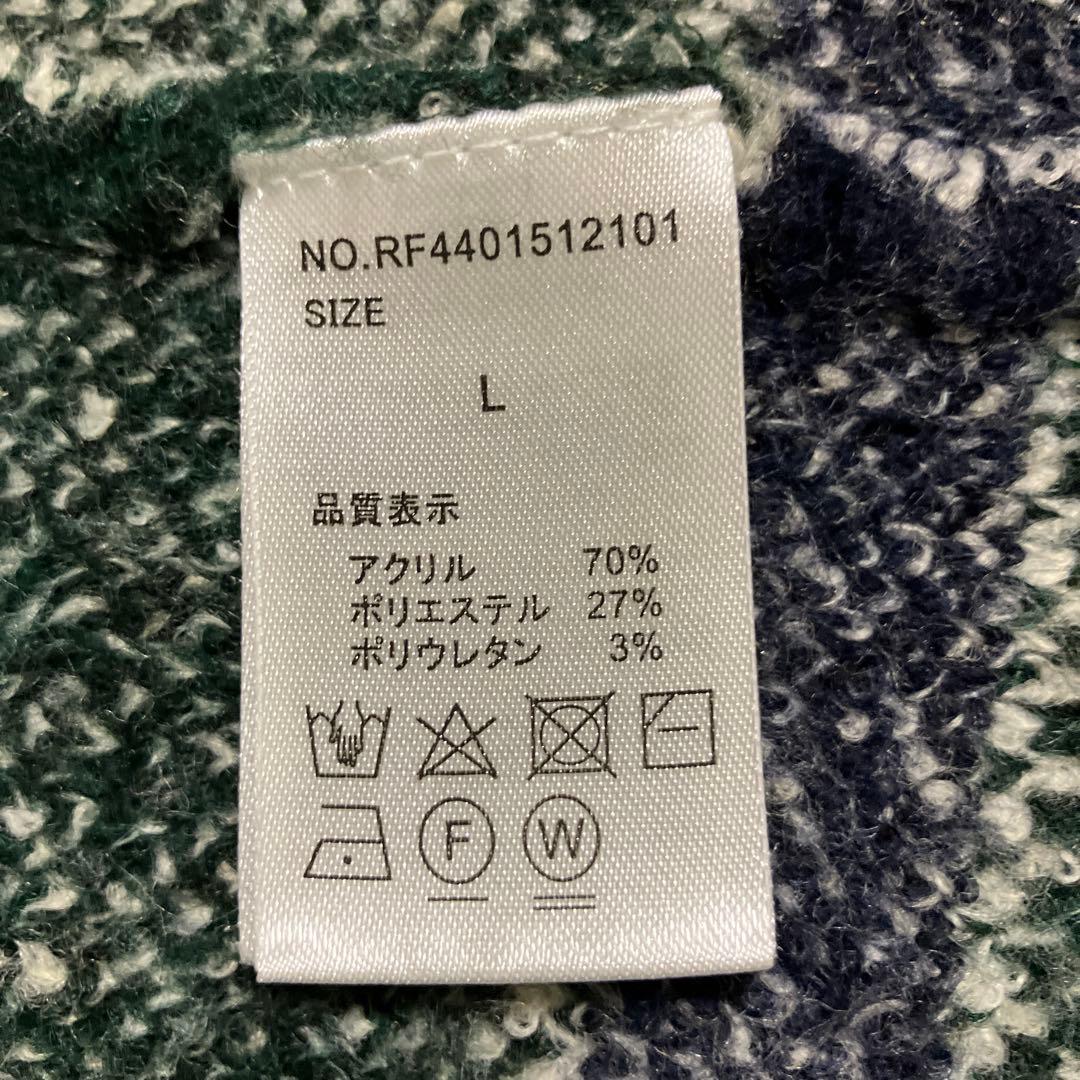 NO.RF4401512101
SIZE
L
品質表示
アクリル 70%
ポリエステル 27%
ポリウレタン 3%
F W